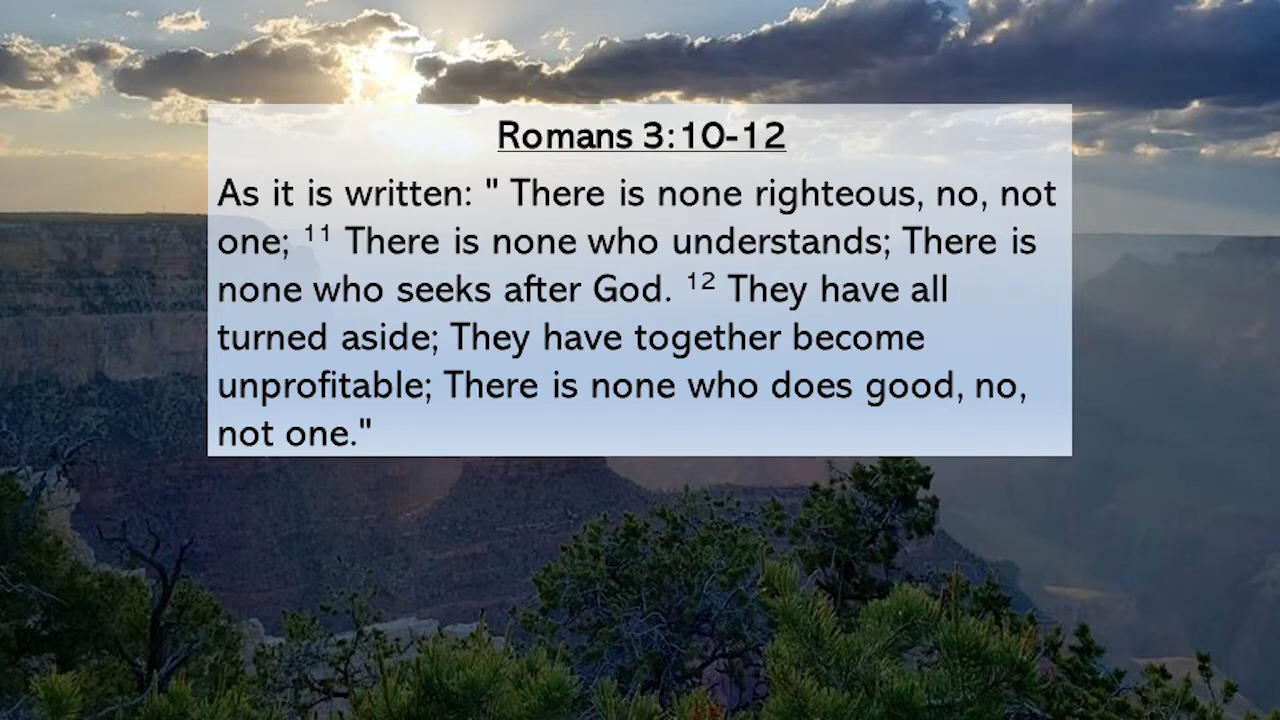 Romans 3:10-12
As it is written: " There is none righteous, no, not
one; ¹¹ There is none who understands; There is
none who seeks after God. ¹² They have all
turned aside; They have together become
unprofitable; There is none who does good, no,
not one."